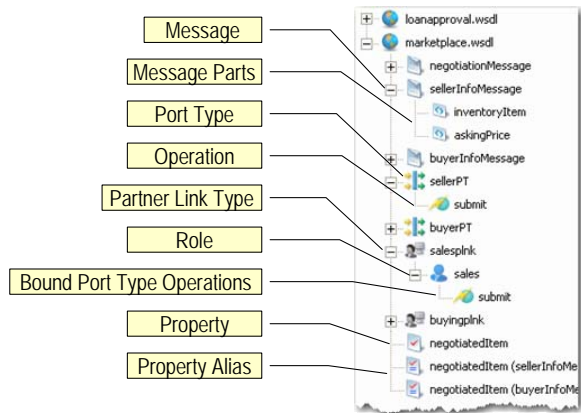 Message
Message Parts
Port Type
Operation
Partner Link Type
Role
Bound Port Type Operations
Property
Property Alias
loanapproval.wsdl
marketplace.wsdl
negotiationMessage
sellerInfoMessage
inventoryItem
askingPrice
buyerInfoMessage
sellerPT
submit
buyerPT
salesplnk
sales
submit
buyingplnk
negotiatedItem
negotiatedItem (sellerInfoMe
negotiatedItem (buyerInfoMe